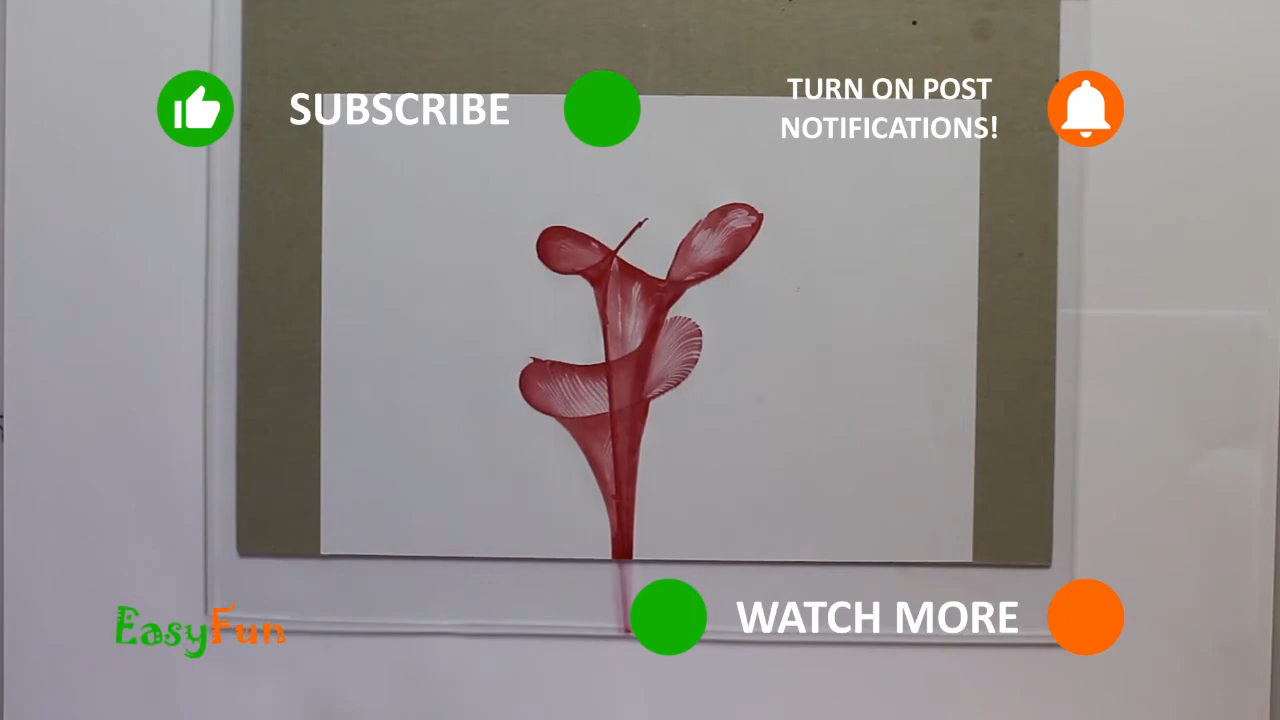 SUBSCRIBE
TURN ON POST
NOTIFICATIONS!
EasyFun
WATCH MORE